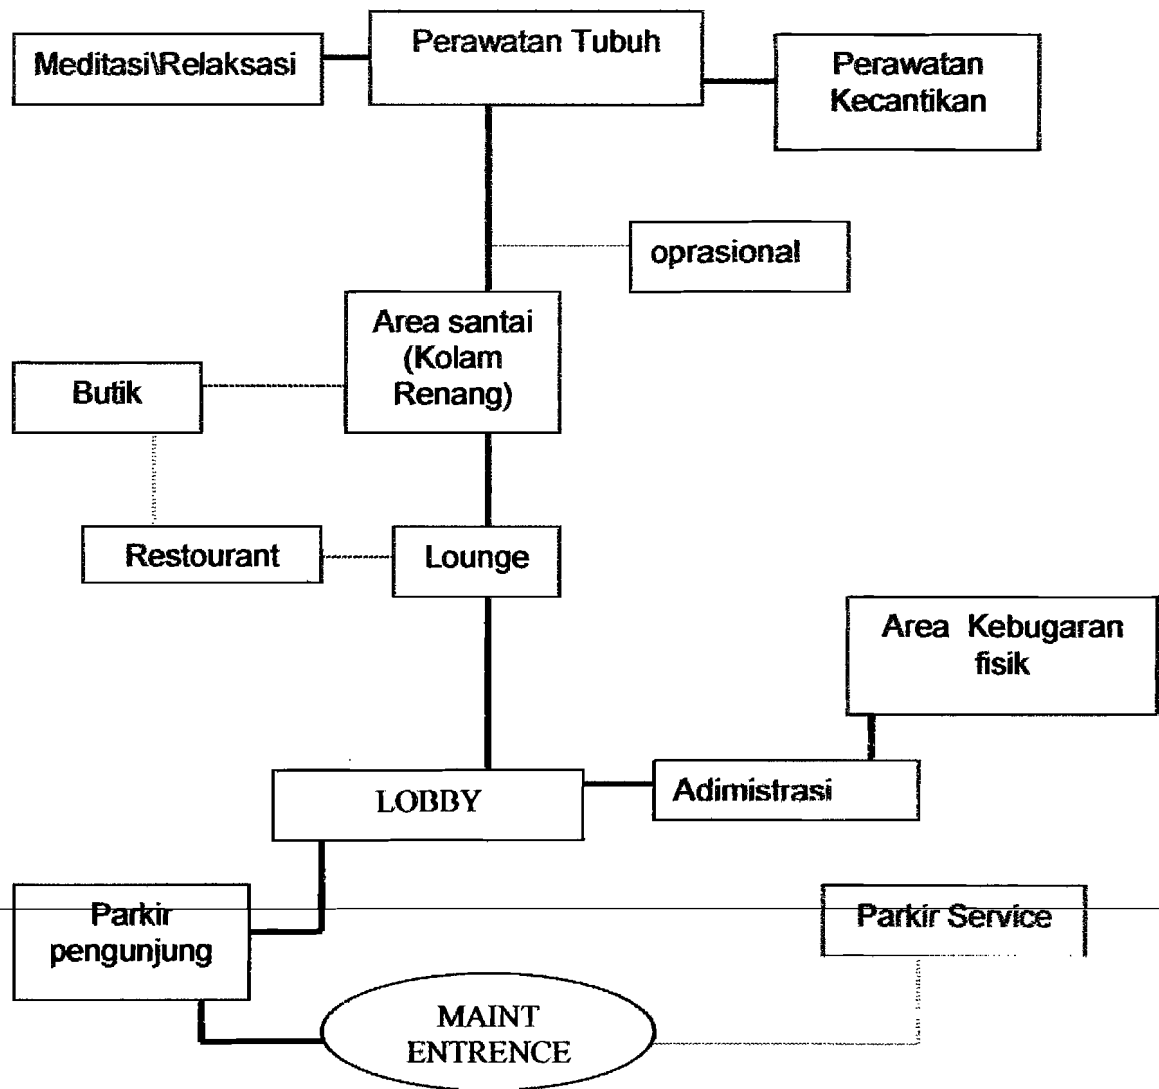 Meditasi\Relaksasi
Perawatan Tubuh
Perawatan
Kecantikan
oprasional
Area santai
(Kolam
Renang)
Butik
Restourant
Lounge
Area Kebugaran
fisik
LOBBY
Adimistrasi
Parkir
pengunjung
Parkir Service
MAINT
ENTRENCE